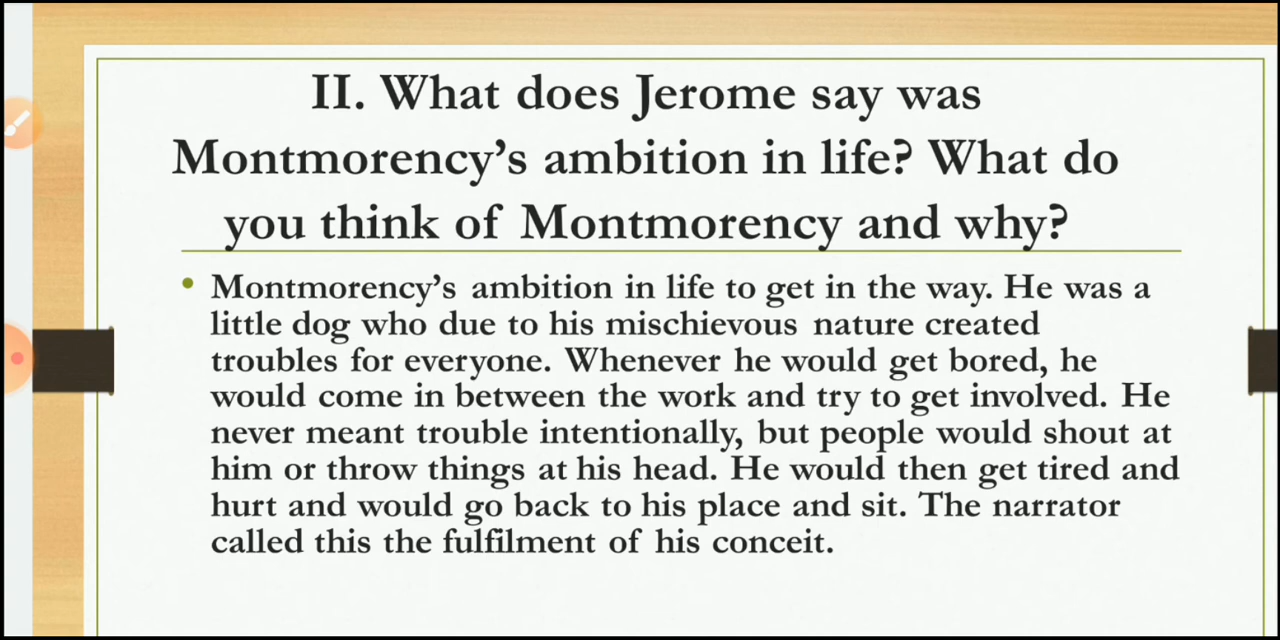 II. What does Jerome say was
Montmorency’s ambition in life? What do
you think of Montmorency and why?
• Montmorency’s ambition in life to get in the way. He was a
little dog who due to his mischievous nature created
troubles for everyone. Whenever he would get bored, he
would come in between the work and try to get involved. He
never meant trouble intentionally, but people would shout at
him or throw things at his head. He would then get tired and
hurt and would go back to his place and sit. The narrator
called this the fulfilment of his conceit.